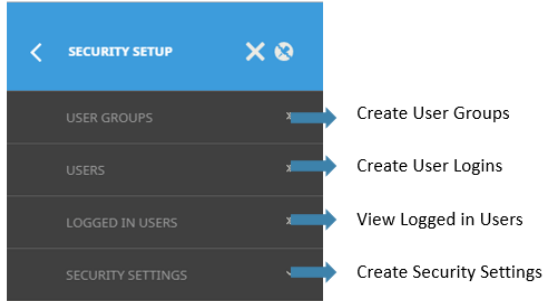 SECURITY SETUP
USER GROUPS
Create User Groups
USERS
Create User Logins
LOGGED IN USERS
View Logged in Users
SECURITY SETTINGS
Create Security Settings